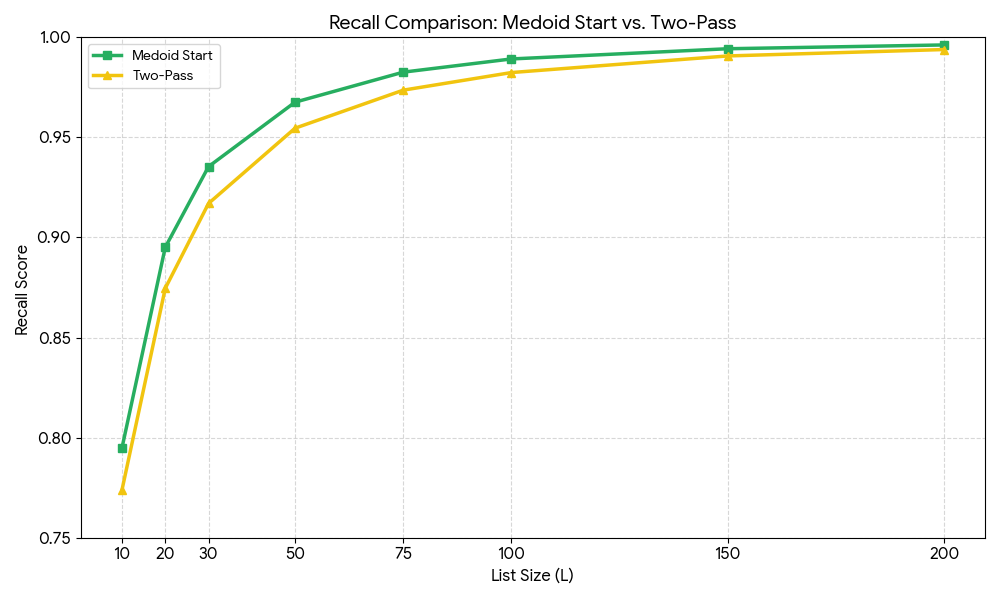 Recall Comparison: Medoid Start vs. Two-Pass
Medoid Start
Two-Pass
1.00
0.95
0.90
0.85
0.80
0.75
Recall Score
10 20 30 50 75 100 150 200
List Size (L)